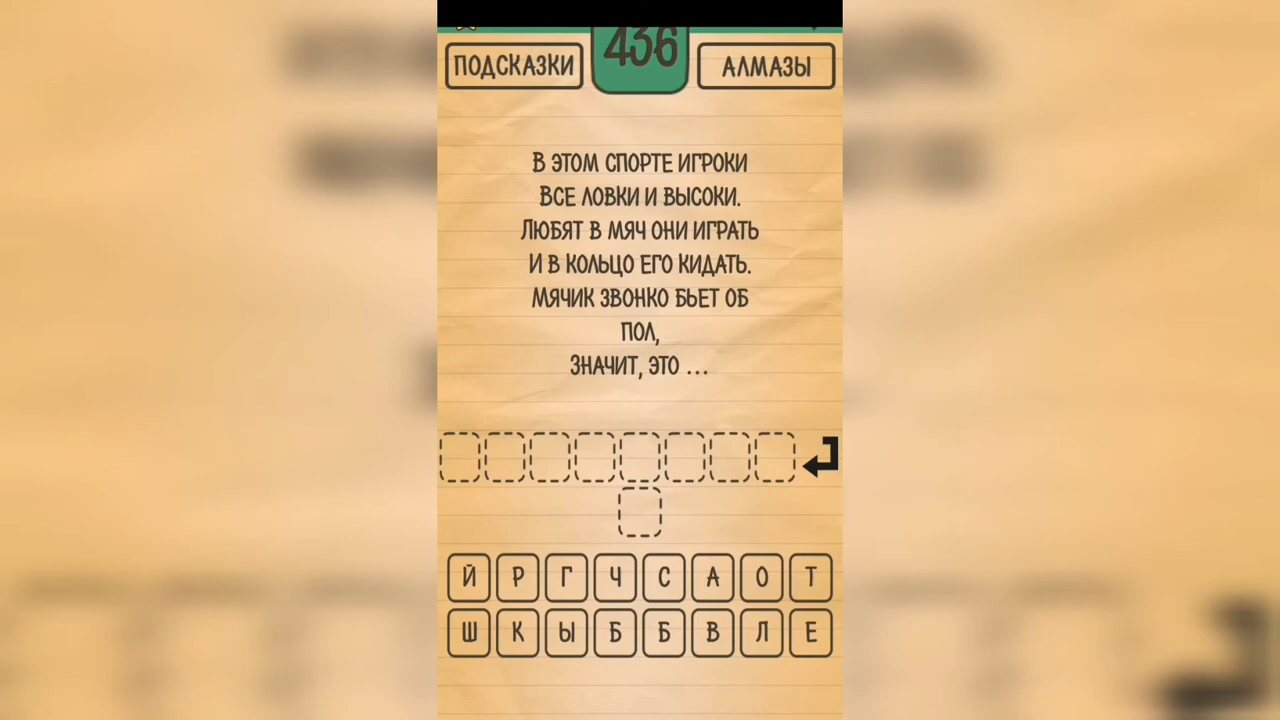 436
ПОДСКАЗКИ
АЛМАЗЫ
В ЭТОМ СПОРТЕ ИГРОКИ
ВСЕ ЛОВКИ И ВЫСОКИ.
ЛЮБЯТ В МЯЧ ОНИ ИГРАТЬ
И В КОЛЬЦО ЕГО КИДАТЬ.
МЯЧИК ЗВОНКО БЬЕТ ОБ
ПОЛ,
ЗНАЧИТ, ЭТО ...
Й Р Г Ч С А О Т
Ш К Ы Б Б В Л Е